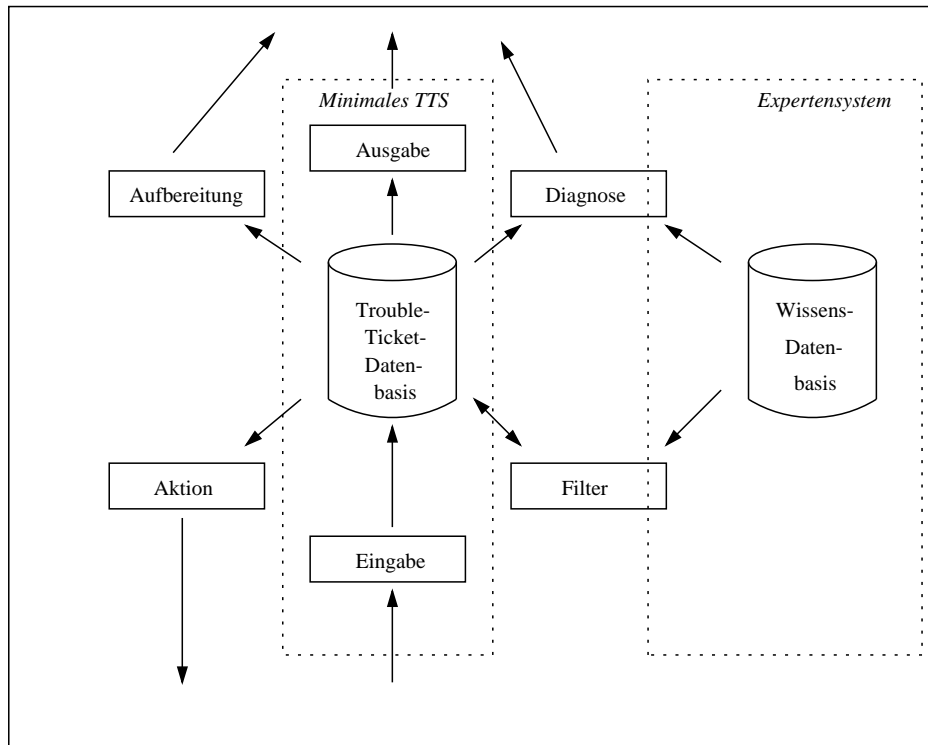 Minimales TTS
Expertensystem
Ausgabe
Aufbereitung
Diagnose
Trouble-
Ticket-
Daten-
basis
Wissens-
Daten-
basis
Aktion
Filter
Eingabe